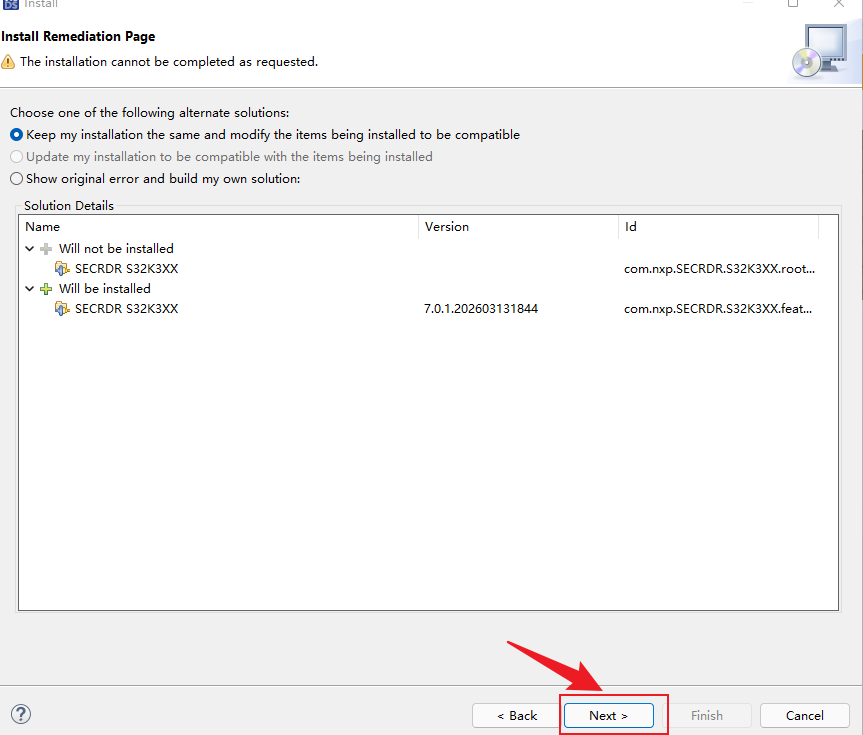 DS Install
Install Remediation Page
The installation cannot be completed as requested.
Choose one of the following alternate solutions:
Keep my installation the same and modify the items being installed to be compatible
Update my installation to be compatible with the items being installed
Show original error and build my own solution:
Solution Details
Name Version Id
Will not be installed
SECRDR S32K3XX com.nxp.SECRDR.S32K3XX.root...
Will be installed
SECRDR S32K3XX 7.0.1.202603131844 com.nxp.SECRDR.S32K3XX.feat...
? < Back Next > Finish Cancel